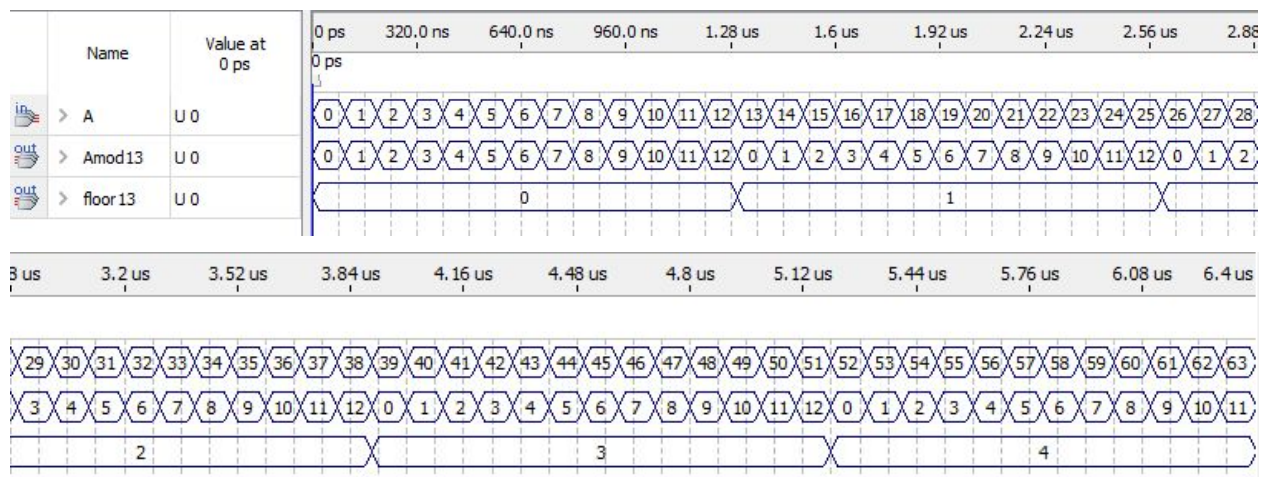 Name Value at 0 ps
0 ps 320.0 ns 640.0 ns 960.0 ns 1.28 us 1.6 us 1.92 us 2.24 us 2.56 us 2.88
0 ps
in > A U 0 0 1 2 3 4 5 6 7 8 9 10 11 12 13 14 15 16 17 18 19 20 21 22 23 24 25 26 27 28
out > Amod13 U 0 0 1 2 3 4 5 6 7 8 9 10 11 12 0 1 2 3 4 5 6 7 8 9 10 11 12 0 1 2
out > floor13 U 0 0 1
8 us 3.2 us 3.52 us 3.84 us 4.16 us 4.48 us 4.8 us 5.12 us 5.44 us 5.76 us 6.08 us 6.4 us
29 30 31 32 33 34 35 36 37 38 39 40 41 42 43 44 45 46 47 48 49 50 51 52 53 54 55 56 57 58 59 60 61 62 63
3 4 5 6 7 8 9 10 11 12 0 1 2 3 4 5 6 7 8 9 10 11 12 0 1 2 3 4 5 6 7 8 9 10 11
2 3 4